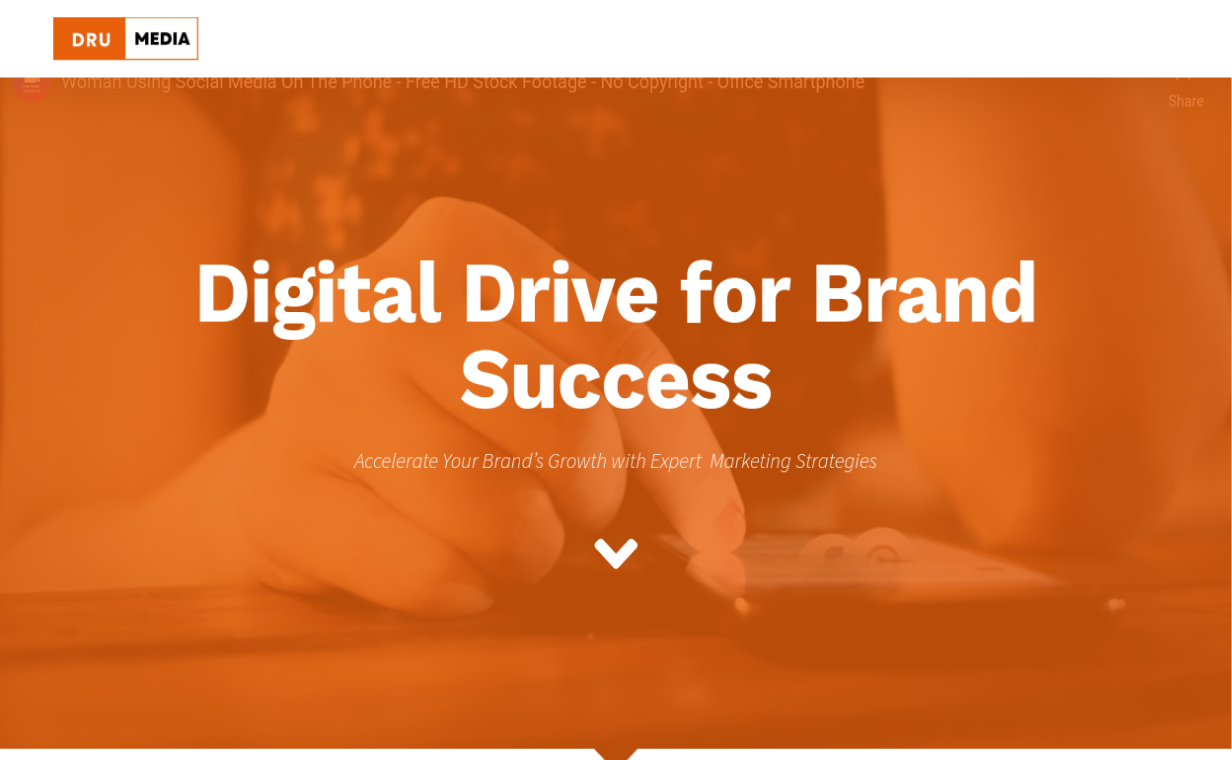 DRU MEDIA
Woman Using Social Media On The Phone - Free HD Stock Footage - No Copyright - Office Smartphone
Share
Digital Drive for Brand
Success
Accelerate Your Brand’s Growth with Expert  Marketing Strategies